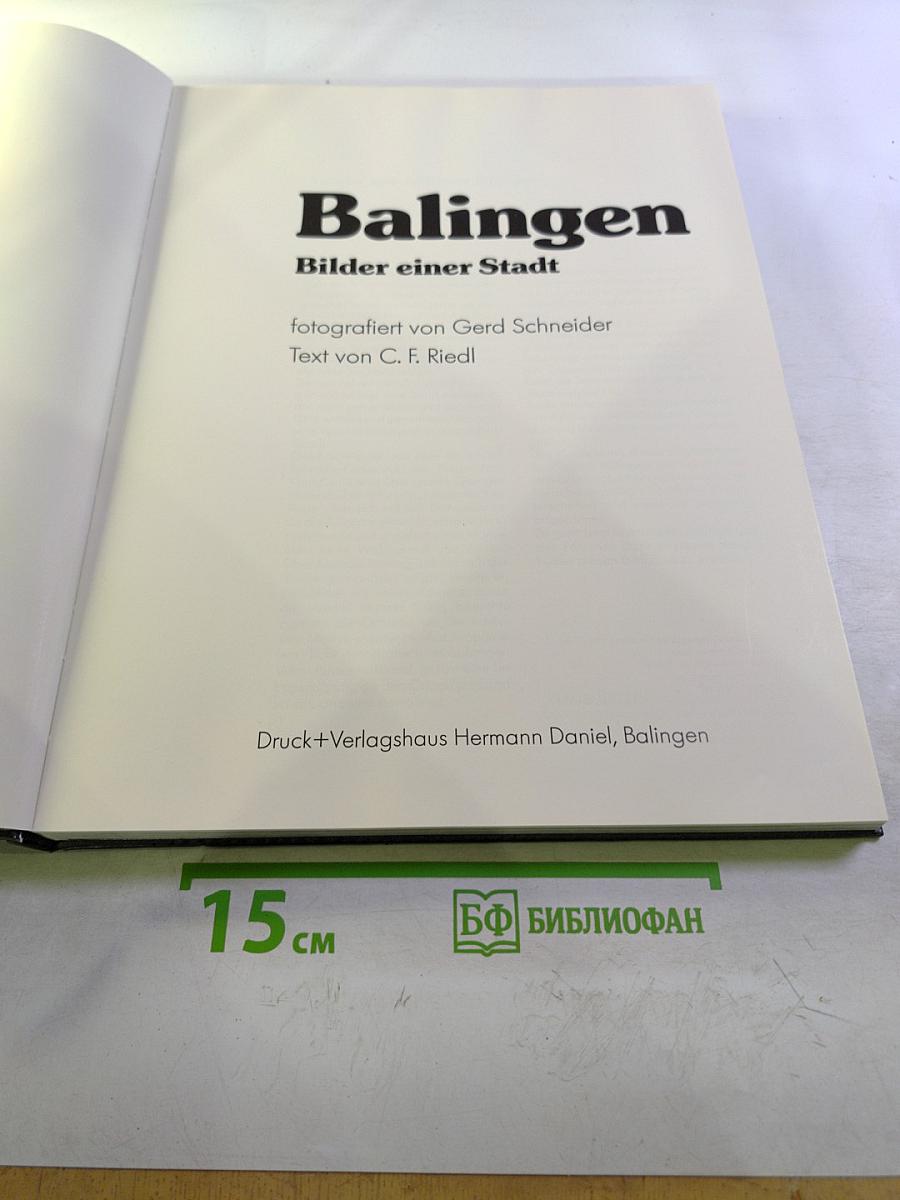 Balingen
Bilder einer Stadt
fotografiert von Gerd Schneider
Text von C. F. Riedl
Druck+Verlagshaus Hermann Daniel, Balingen
15 см
БФ БИБЛИОФАН